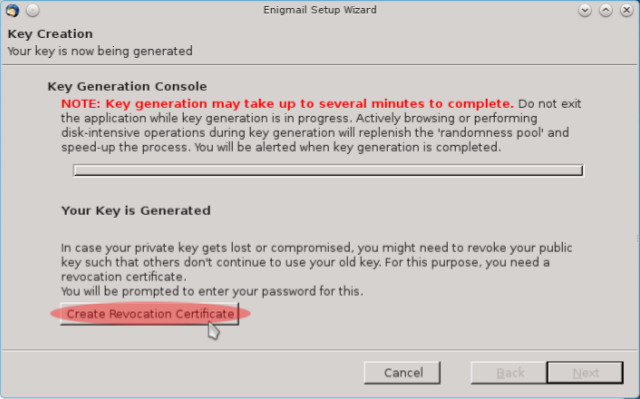 Enigmail Setup Wizard
Key Creation
Your key is now being generated
Key Generation Console
NOTE: Key generation may take up to several minutes to complete. Do not exit
the application while key generation is in progress. Actively browsing or performing
disk-intensive operations during key generation will replenish the 'randomness pool' and
speed-up the process. You will be alerted when key generation is completed.
Your Key is Generated
In case your private key gets lost or compromised, you might need to revoke your public
key such that others don't continue to use your old key. For this purpose, you need a
revocation certificate.
You will be prompted to enter your password for this.
Create Revocation Certificate
Cancel
Back
Next